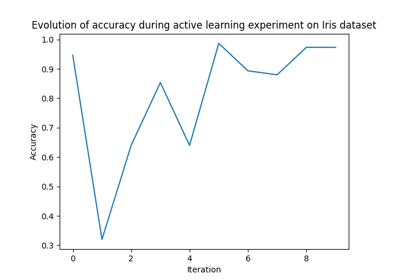 Evolution of accuracy during active learning experiment on Iris dataset
1.0
0.9
0.8
0.7
0.6
0.5
0.4
0.3
Accuracy
0 2 4 6 8
Iteration